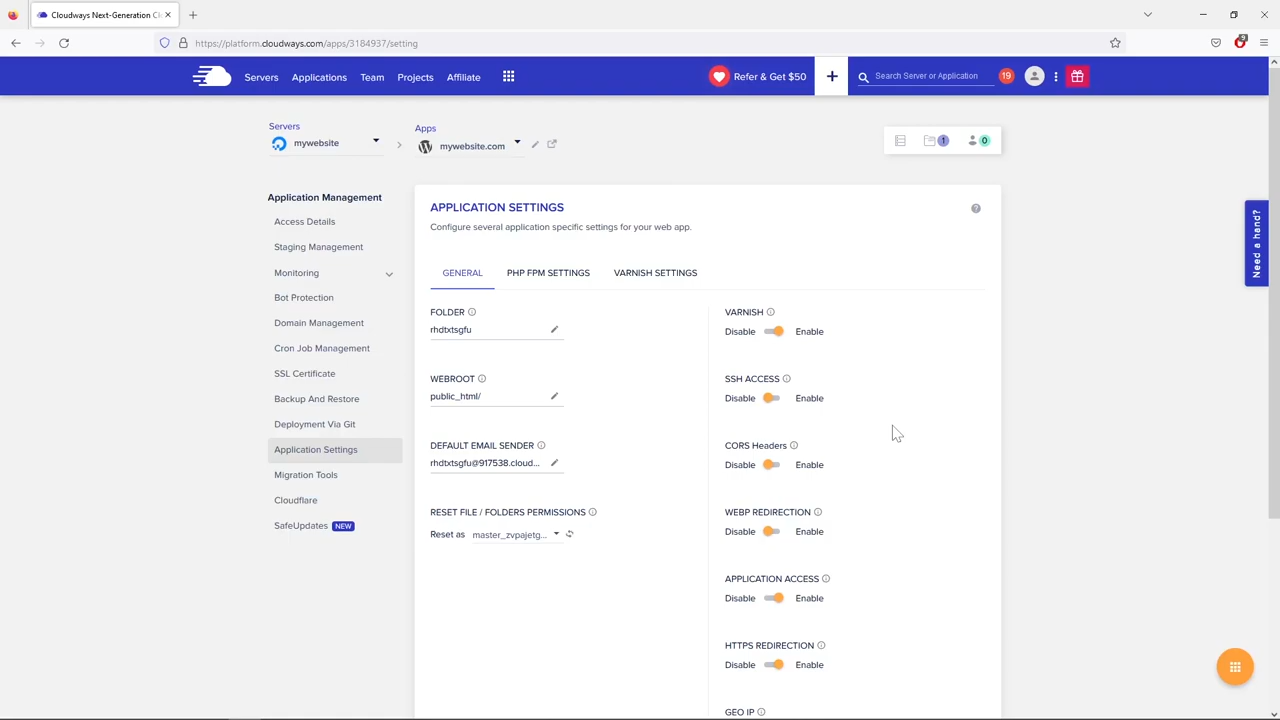 Cloudways Next-Generation Cl
https://platform.cloudways.com/apps/3184937/setting
Servers Applications Team Projects Affiliate
Refer & Get $50
+
Search Server or Application
19
Servers
mywebsite
Apps
mywebsite.com
1
0
Application Management
Access Details
Staging Management
Monitoring
Bot Protection
Domain Management
Cron Job Management
SSL Certificate
Backup And Restore
Deployment Via Git
Application Settings
Migration Tools
Cloudflare
SafeUpdates NEW
APPLICATION SETTINGS
Configure several application specific settings for your web app.
GENERAL PHP FPM SETTINGS VARNISH SETTINGS
FOLDER
rhdtxtsgfu
WEBROOT
public_html/
DEFAULT EMAIL SENDER
rhdtxtsgfu@917538.cloud...
RESET FILE / FOLDERS PERMISSIONS
Reset as master_zvpajetg...
VARNISH
Disable Enable
SSH ACCESS
Disable Enable
CORS Headers
Disable Enable
WEBP REDIRECTION
Disable Enable
APPLICATION ACCESS
Disable Enable
HTTPS REDIRECTION
Disable Enable
GEO IP
Need a hand?